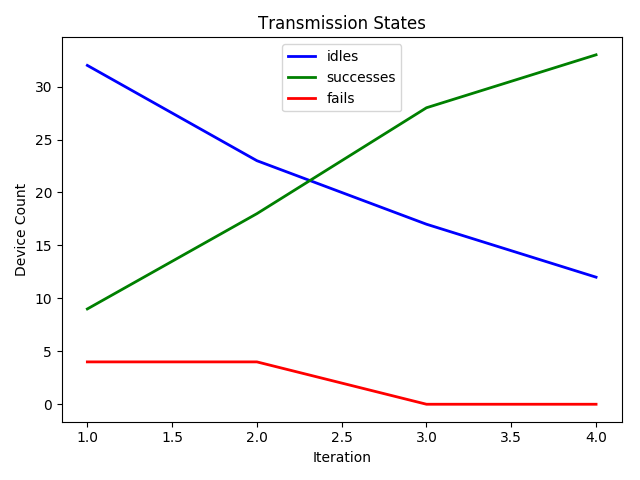 Transmission States
idles
successes
fails
Device Count
30
25
20
15
10
5
0
1.0 1.5 2.0 2.5 3.0 3.5 4.0
Iteration